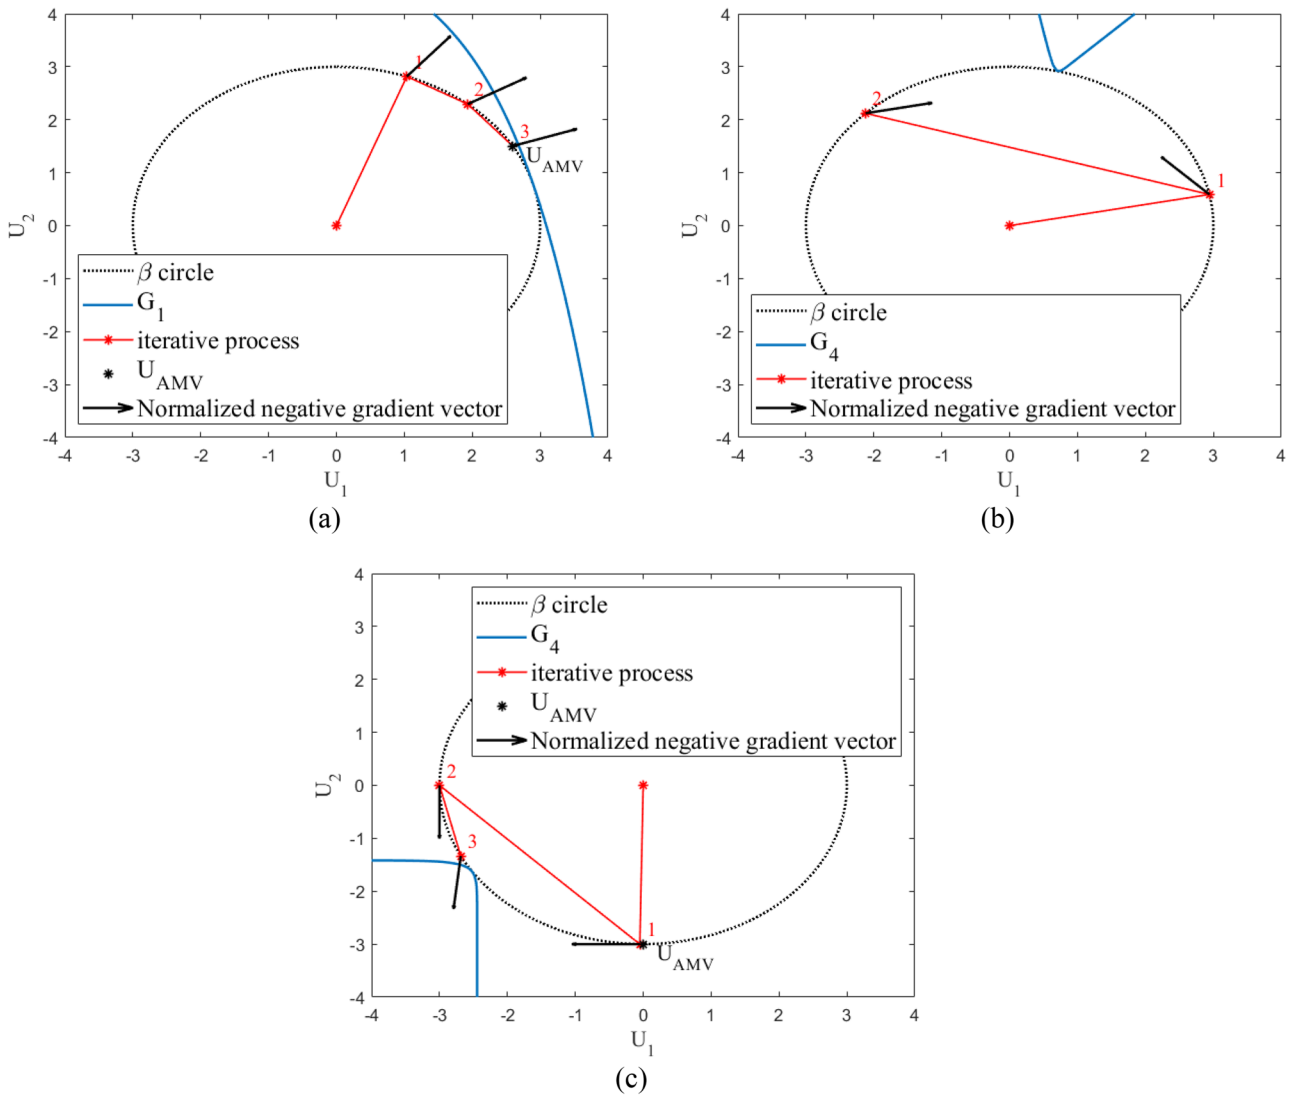 4
3
2
1
0
-1
-2
-3
-4
U2
1
2
3
UAMV
β circle
G1
iterative process
UAMV
Normalized negative gradient vector
-4 -3 -2 -1 0 1 2 3 4
U1
(a)
4
3
2
1
0
-1
-2
-3
-4
U2
2
1
β circle
G4
iterative process
Normalized negative gradient vector
-4 -3 -2 -1 0 1 2 3 4
U1
(b)
4
3
2
1
0
-1
-2
-3
-4
U2
β circle
G4
iterative process
UAMV
Normalized negative gradient vector
2
3
1
UAMV
-4 -3 -2 -1 0 1 2 3 4
U1
(c)